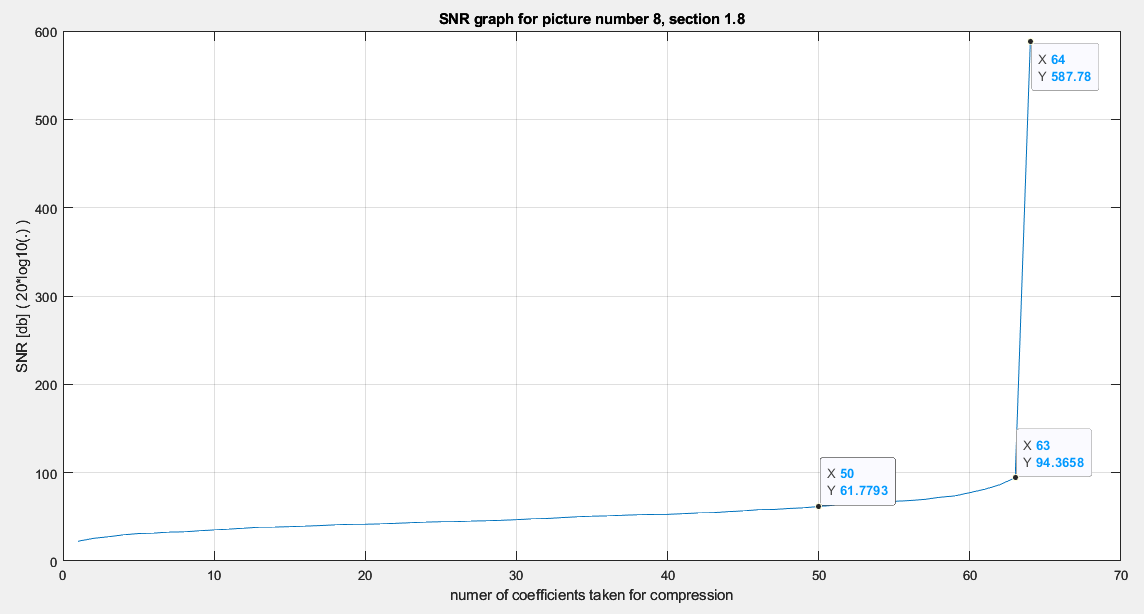 SNR graph for picture number 8, section 1.8
600
500
400
300
200
100
0
SNR [db] ( 20*log10(.) )
X 64
Y 587.78
X 63
Y 94.3658
X 50
Y 61.7793
0 10 20 30 40 50 60 70
numer of coefficients taken for compression